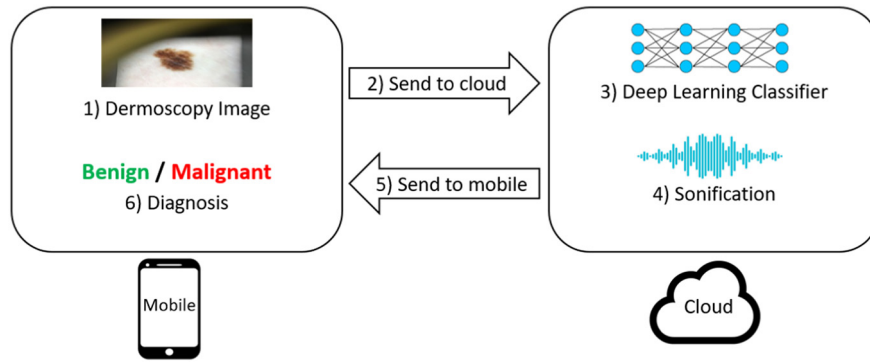 1) Dermoscopy Image
2) Send to cloud
3) Deep Learning Classifier
4) Sonification
5) Send to mobile
Benign / Malignant
6) Diagnosis
Mobile
Cloud